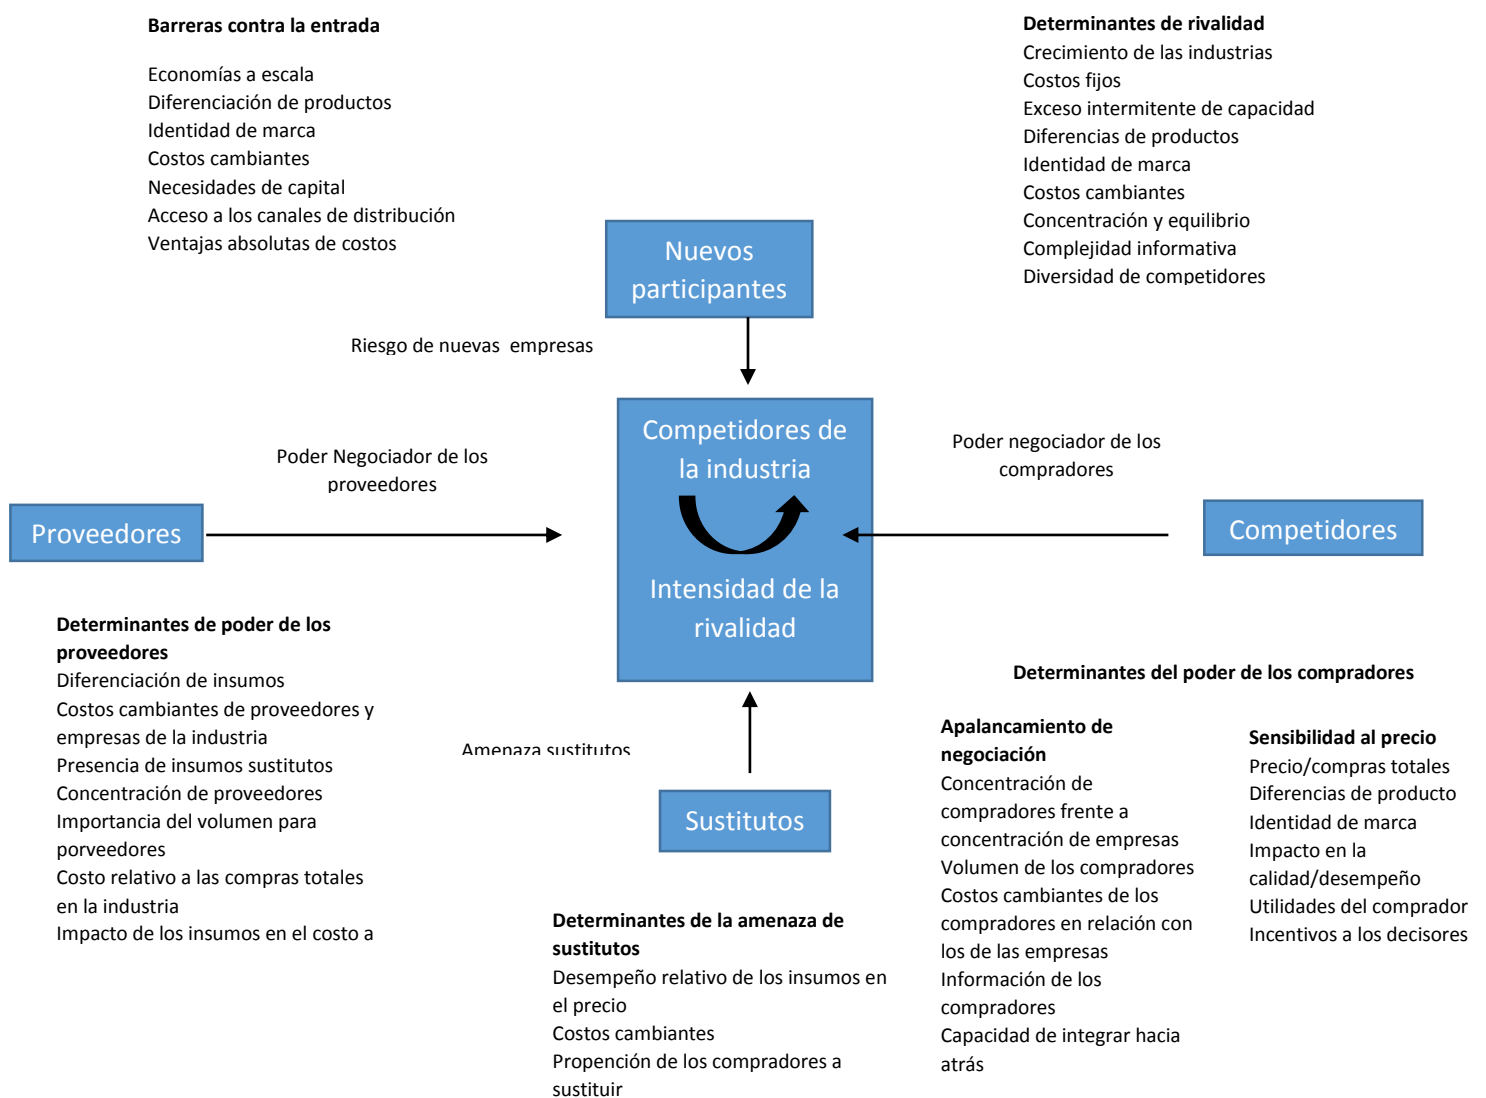 Barreras contra la entrada
Economías a escala
Diferenciación de productos
Identidad de marca
Costos cambiantes
Necesidades de capital
Acceso a los canales de distribución
Ventajas absolutas de costos
Determinantes de rivalidad
Crecimiento de las industrias
Costos fijos
Exceso intermitente de capacidad
Diferencias de productos
Identidad de marca
Costos cambiantes
Concentración y equilibrio
Complejidad informativa
Diversidad de competidores
Nuevos
participantes
Riesgo de nuevas  empresas
Poder Negociador de los
proveedores
Competidores de
la industria
Intensidad de la
rivalidad
Poder negociador de los
compradores
Proveedores
Competidores
Determinantes de poder de los
proveedores
Diferenciación de insumos
Costos cambiantes de proveedores y
empresas de la industria
Presencia de insumos sustitutos
Concentración de proveedores
Importancia del volumen para
porveedores
Costo relativo a las compras totales
en la industria
Impacto de los insumos en el costo a
Amenaza sustitutos
Sustitutos
Determinantes de la amenaza de
sustitutos
Desempeño relativo de los insumos en
el precio
Costos cambiantes
Propención de los compradores a
sustituir
Determinantes del poder de los compradores
Apalancamiento de
negociación
Concentración de
compradores frente a
concentración de empresas
Volumen de los compradores
Costos cambiantes de los
compradores en relación con
los de las empresas
Información de los
compradores
Capacidad de integrar hacia
atrás
Sensibilidad al precio
Precio/compras totales
Diferencias de producto
Identidad de marca
Impacto en la
calidad/desempeño
Utilidades del comprador
Incentivos a los decisores